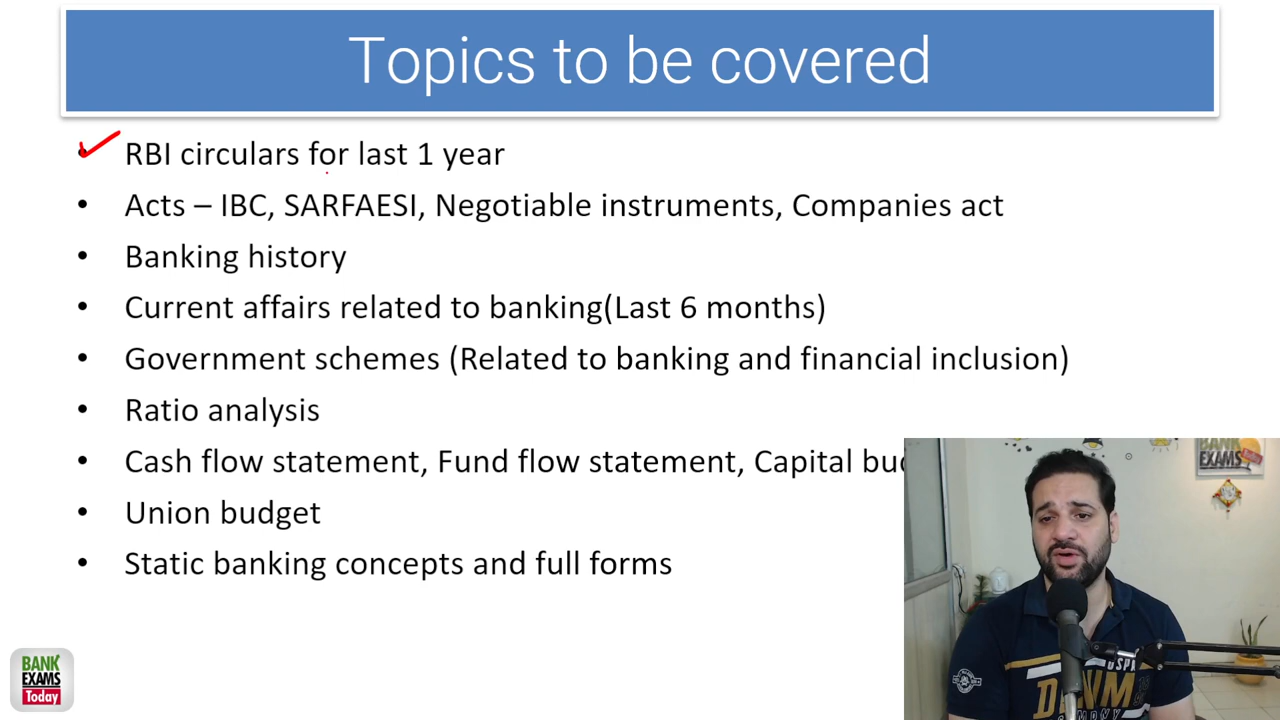 Topics to be covered
RBI circulars for last 1 year
Acts – IBC, SARFAESI, Negotiable instruments, Companies act
Banking history
Current affairs related to banking(Last 6 months)
Government schemes (Related to banking and financial inclusion)
Ratio analysis
Cash flow statement, Fund flow statement, Capital
Union budget
Static banking concepts and full forms
BANK
EXAMS
Today
BANK
EXAMS